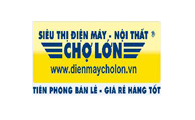 SIÊU THỊ ĐIỆN MÁY - NỘI THẤT ®
CHỢ LỚN
www.dienmaycholon.vn
TIÊN PHONG BÁN LẺ - GIÁ RẺ HÀNG TỐT